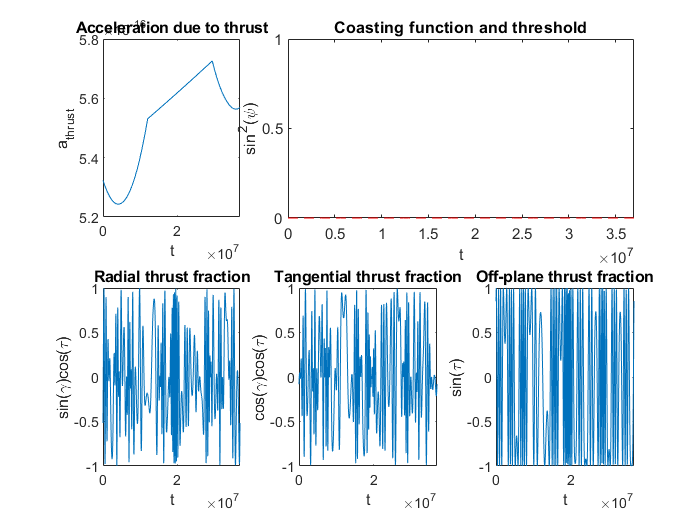 Acceleration due to thrust
Coasting function and threshold
5.8
5.6
5.4
5.2
a_thrust
0 2
t
×10^7
1
0.5
0
sin^2(ψ)
0 0.5 1 1.5 2 2.5 3 3.5
t
×10^7
Radial thrust fraction
Tangential thrust fraction
Off-plane thrust fraction
1
0.5
0
-0.5
-1
sin(γ)cos(τ)
0 2
t
×10^7
1
0.5
0
-0.5
-1
cos(γ)cos(τ)
0 2
t
×10^7
1
0.5
0
-0.5
-1
sin(τ)
0 2
t
×10^7